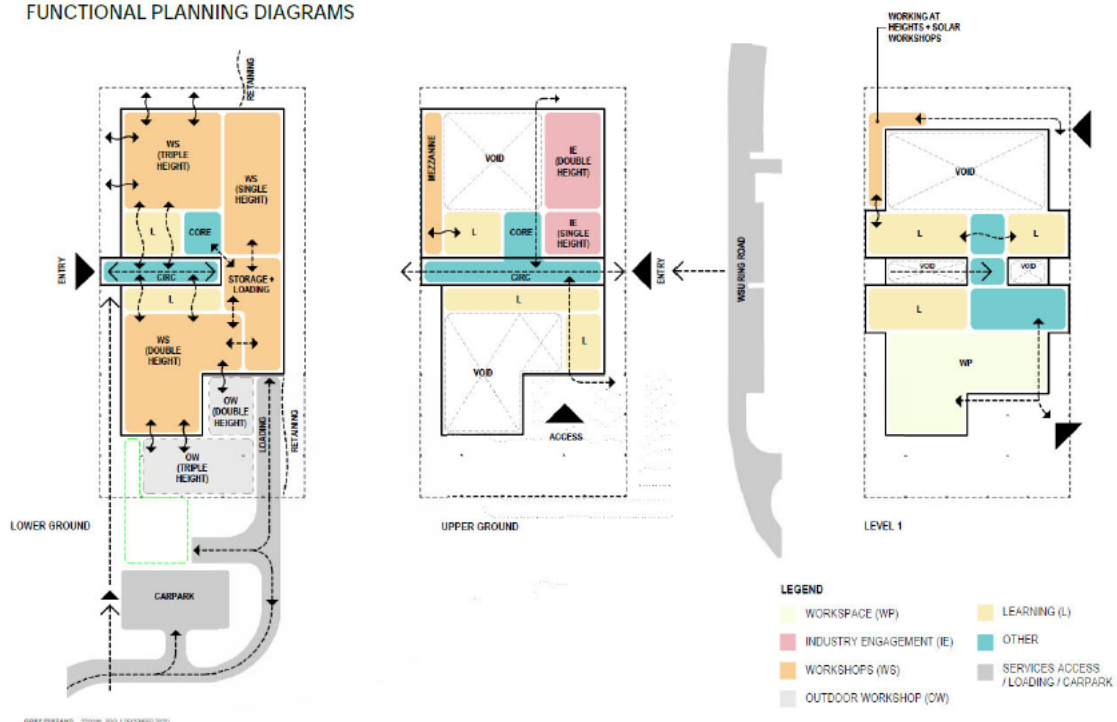 FUNCTIONAL PLANNING DIAGRAMS
RETAINING
WS
(TRIPLE
HEIGHT)
WS
(SINGLE
HEIGHT)
L
CORE
ENTRY
CIRC
STORAGE +
LOADING
L
WS
(DOUBLE
HEIGHT)
OW
(DOUBLE
HEIGHT)
LOADING
RETAINING
OW
(TRIPLE
HEIGHT)
LOWER GROUND
CARPARK
MEZZANINE
VOID
IE
(DOUBLE
HEIGHT)
L
CORE
IE
(SINGLE
HEIGHT)
CIRC
ENTRY
L
L
VOID
ACCESS
UPPER GROUND
WSU RING ROAD
WORKING AT
HEIGHTS + SOLAR
WORKSHOPS
VOID
L
L
VOID
VOID
L
WP
LEVEL 1
LEGEND
WORKSPACE (WP)
INDUSTRY ENGAGEMENT (IE)
WORKSHOPS (WS)
OUTDOOR WORKSHOP (OW)
LEARNING (L)
OTHER
SERVICES ACCESS
/ LOADING / CARPARK